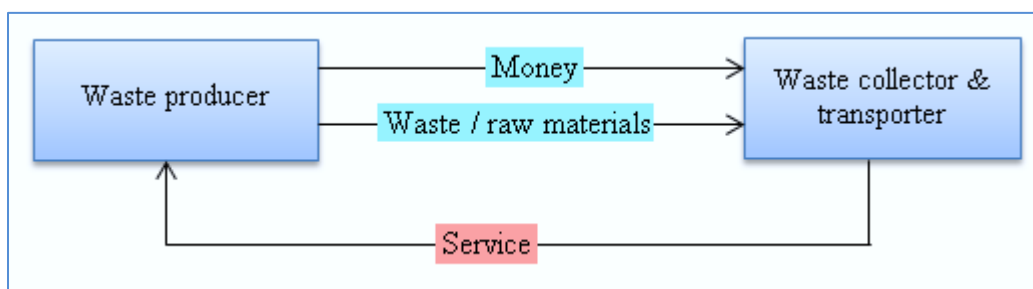 Money
Waste producer
Waste collector &
transporter
Waste / raw materials
Service